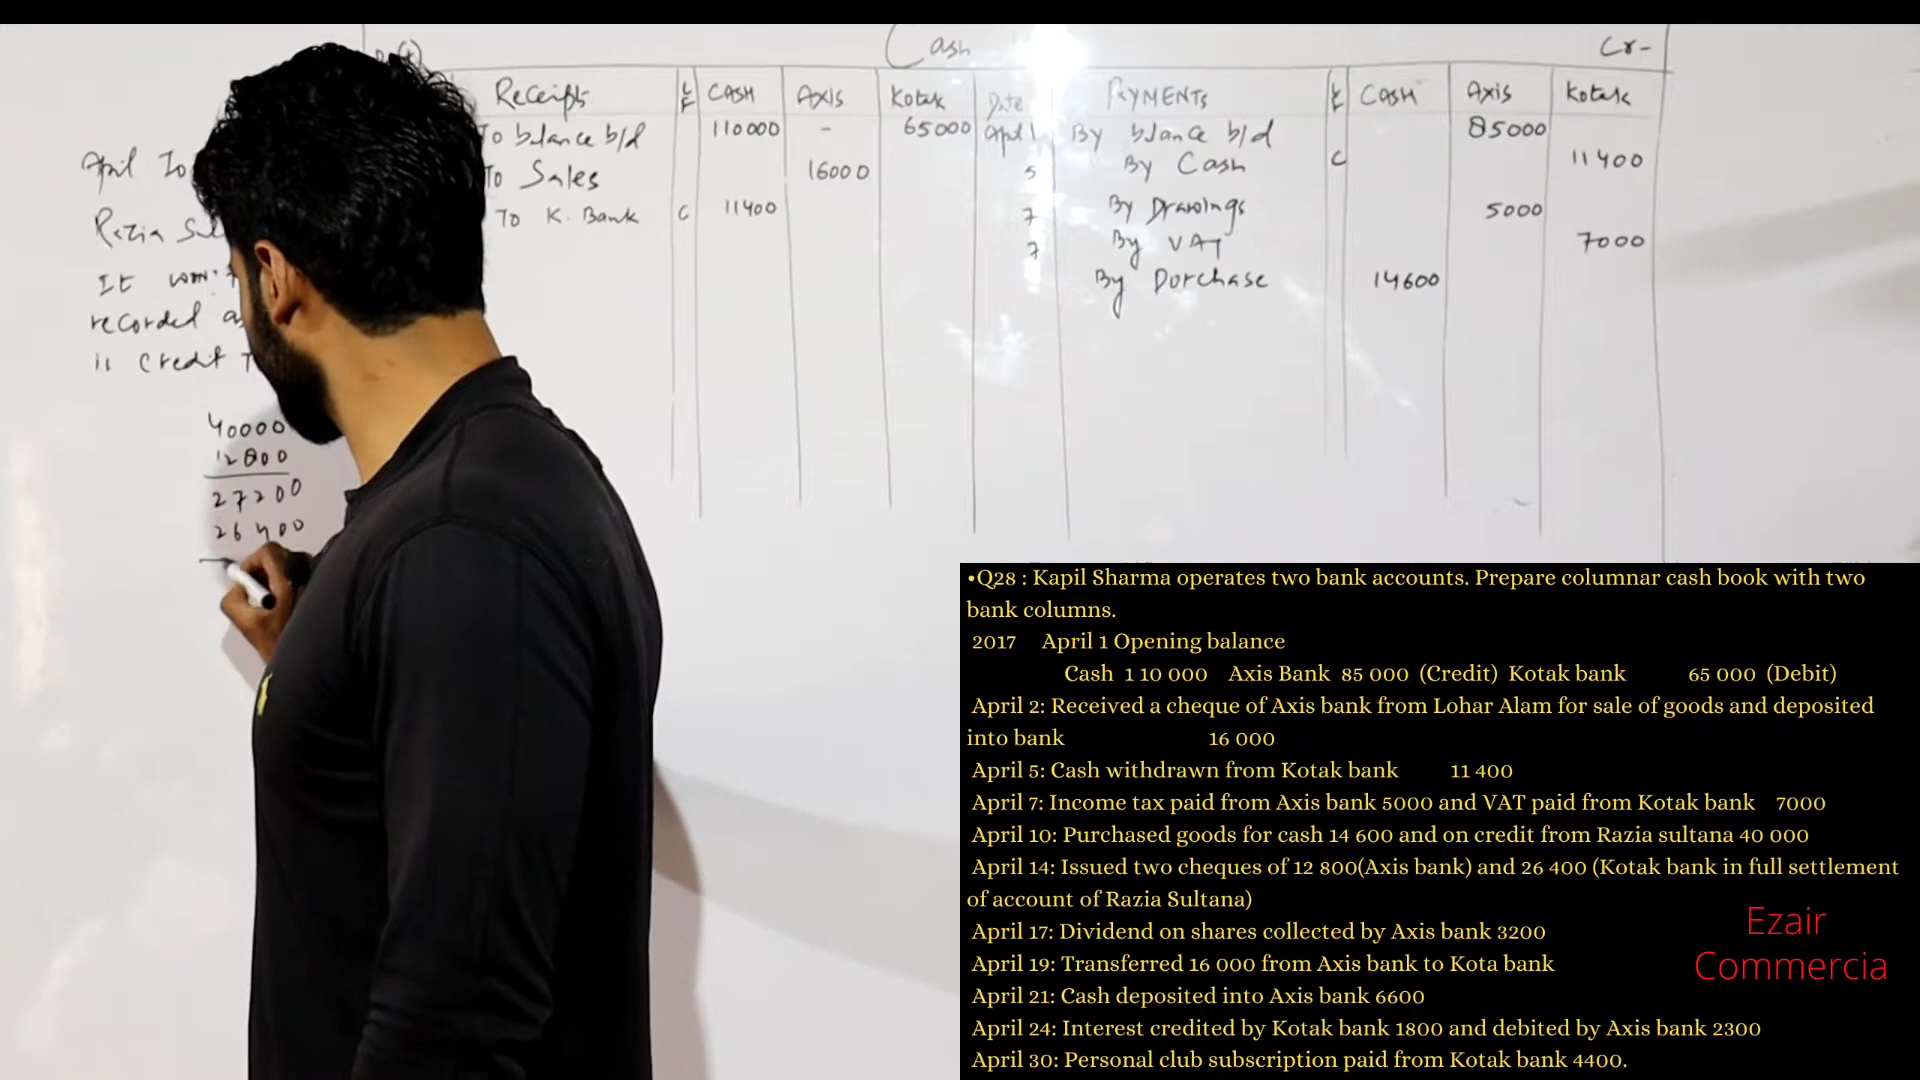 Cash
Cr-
Receipts LF CASH AXIS Kotak Date PAYMENTS LF CASH Axis Kotak
To balance b/d 110000 - 65000 April 1 By blance b/d 85000
To Sales 16000 5 By Cash C 11400
To K. Bank C 11400 7 By Drawings 5000
7 By VAT 7000
By Purchase 14600
April
Razia
It
recorded
is Credit
40000
12800
27200
26400
•Q28 : Kapil Sharma operates two bank accounts. Prepare columnar cash book with two
bank columns.
2017 April 1 Opening balance
Cash 1 10 000 Axis Bank 85 000 (Credit) Kotak bank 65 000 (Debit)
April 2: Received a cheque of Axis bank from Lohar Alam for sale of goods and deposited
into bank 16 000
April 5: Cash withdrawn from Kotak bank 11 400
April 7: Income tax paid from Axis bank 5000 and VAT paid from Kotak bank 7000
April 10: Purchased goods for cash 14 600 and on credit from Razia sultana 40 000
April 14: Issued two cheques of 12 800(Axis bank) and 26 400 (Kotak bank in full settlement
of account of Razia Sultana)
April 17: Dividend on shares collected by Axis bank 3200
April 19: Transferred 16 000 from Axis bank to Kota bank
April 21: Cash deposited into Axis bank 6600
April 24: Interest credited by Kotak bank 1800 and debited by Axis bank 2300
April 30: Personal club subscription paid from Kotak bank 4400.
Ezair
Commercia